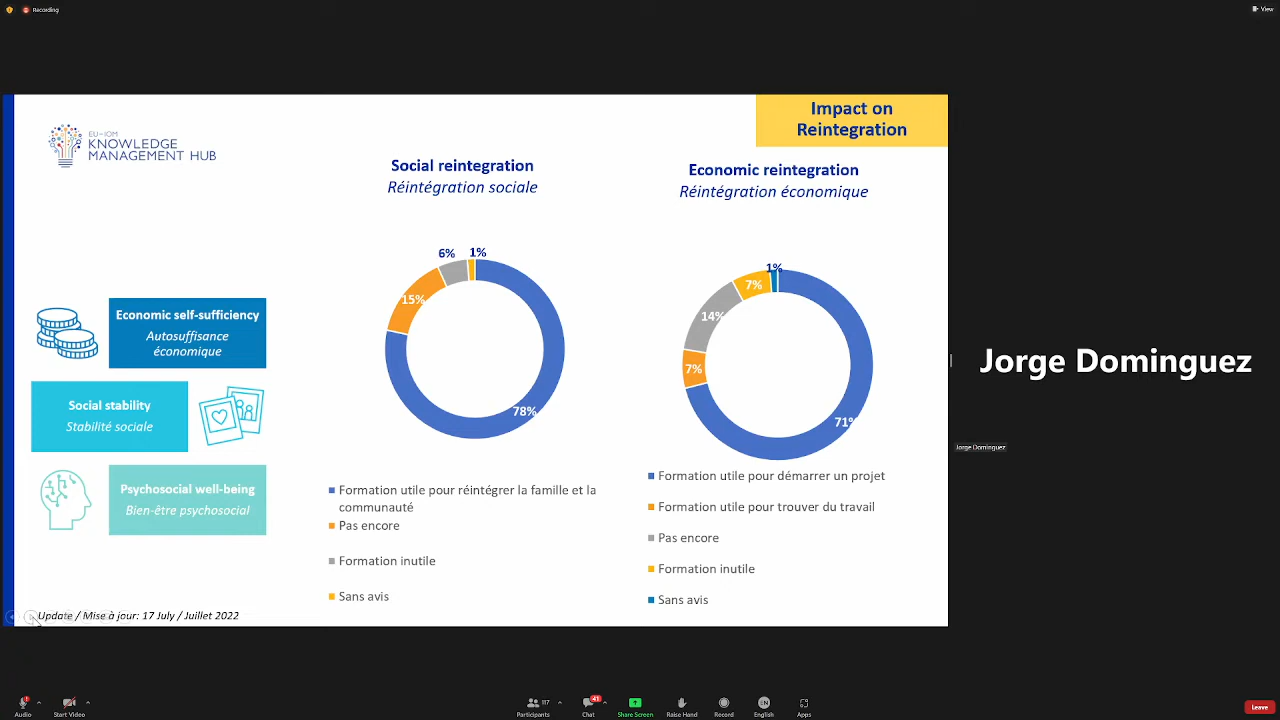 Recording
View
EU-IOM
KNOWLEDGE
MANAGEMENT HUB
Impact on
Reintegration
Social reintegration
Réintégration sociale
Economic reintegration
Réintégration économique
Economic self-sufficiency
Autosuffisance
économique
Social stability
Stabilité sociale
Psychosocial well-being
Bien-être psychosocial
1%
6%
15%
78%
1%
7%
14%
7%
71%
Formation utile pour réintégrer la famille et la
communauté
Pas encore
Formation inutile
Sans avis
Formation utile pour démarrer un projet
Formation utile pour trouver du travail
Pas encore
Formation inutile
Sans avis
Update / Mise à jour: 17 July / Juillet 2022
Jorge Dominguez
Jorge Dominguez
Audio
Start Video
117
Participants
41
Chat
Share Screen
Raise Hand
Record
EN
English
Apps
Leave